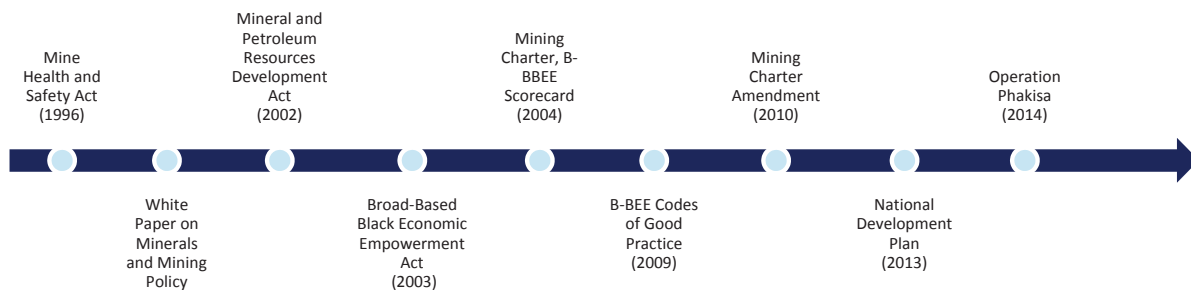 Mine
Health and
Safety Act
(1996)
White
Paper on
Minerals
and Mining
Policy
Mineral and
Petroleum
Resources
Development
Act
(2002)
Broad-Based
Black Economic
Empowerment
Act
(2003)
Mining
Charter, B-
BBEE
Scorecard
(2004)
B-BEE Codes
of Good
Practice
(2009)
Mining
Charter
Amendment
(2010)
National
Development
Plan
(2013)
Operation
Phakisa
(2014)